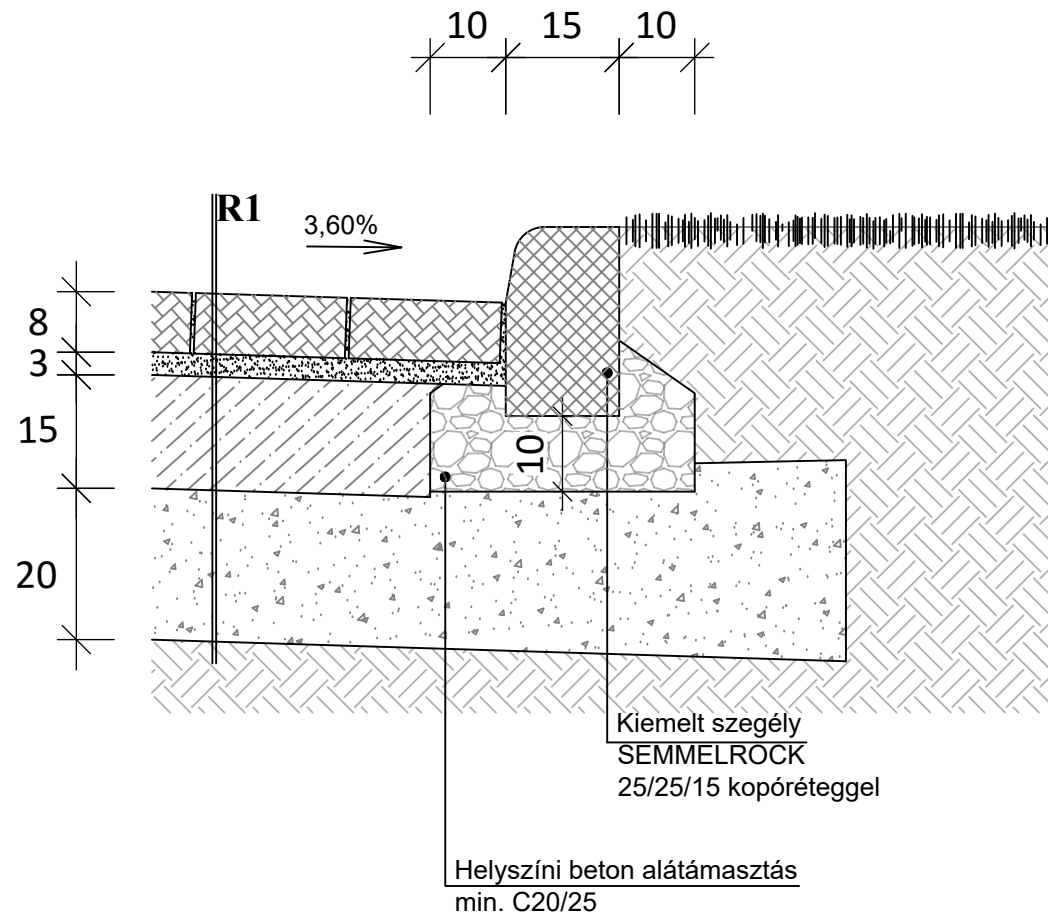 10 15 10
R1
3,60%
8
3
15
10
20
Kiemelt szegély
SEMMELROCK
25/25/15 kopóréteggel
Helyszíni beton alátámasztás
min. C20/25